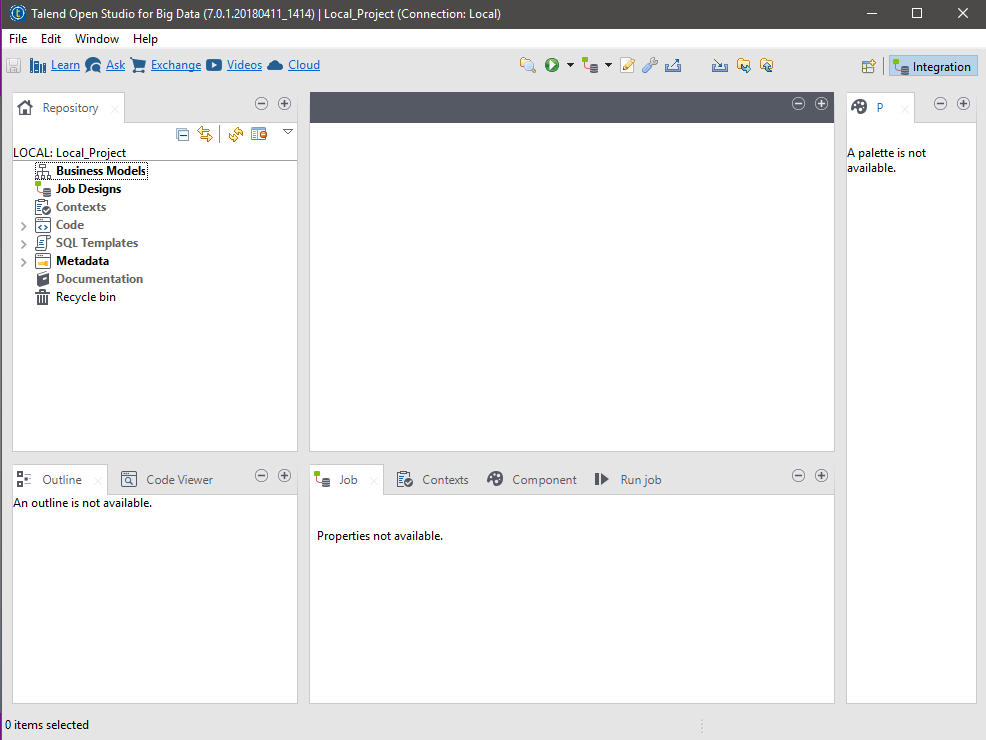 Talend Open Studio for Big Data (7.0.1.20180411_1414) | Local_Project (Connection: Local)
File Edit Window Help
Learn Ask Exchange Videos Cloud Integration
Repository
LOCAL: Local_Project
Business Models
Job Designs
Contexts
Code
SQL Templates
Metadata
Documentation
Recycle bin
P
A palette is not
available.
Outline Code Viewer
An outline is not available.
Job Contexts Component Run job
Properties not available.
0 items selected